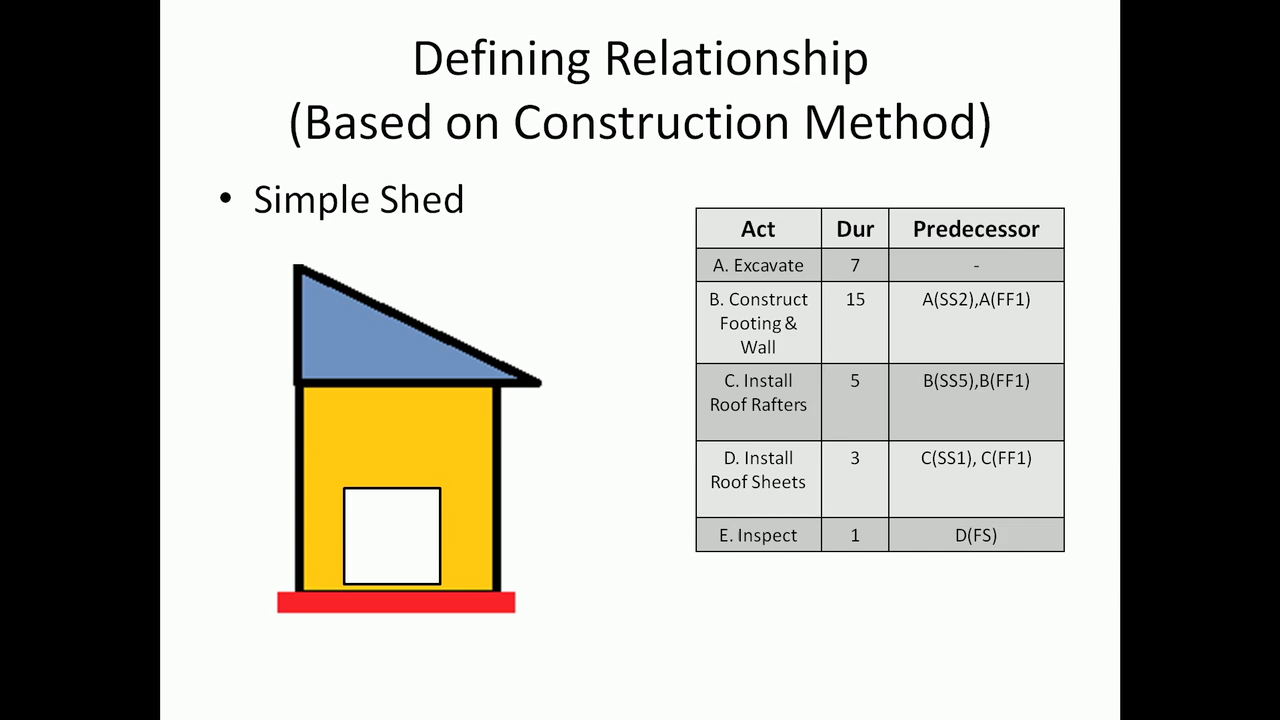 Defining Relationship
(Based on Construction Method)
• Simple Shed
Act Dur Predecessor
A. Excavate 7 -
B. Construct 15 A(SS2),A(FF1)
Footing &
Wall
C. Install 5 B(SS5),B(FF1)
Roof Rafters
D. Install 3 C(SS1), C(FF1)
Roof Sheets
E. Inspect 1 D(FS)